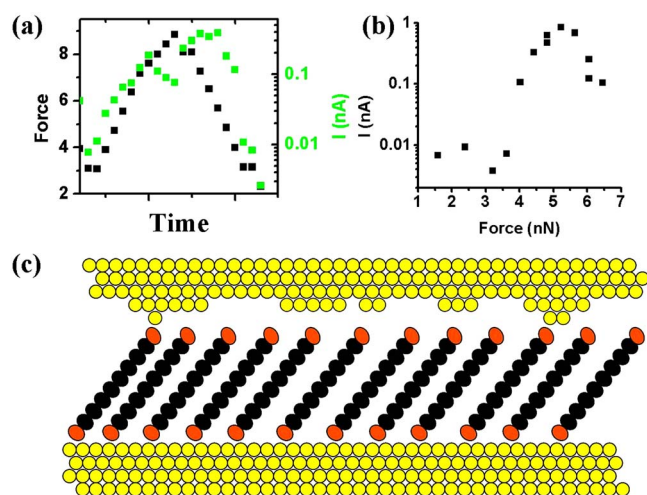 (a)
8
6
4
2
Force
0.1
0.01
I (nA)
Time
(b)
1
0.1
0.01
I (nA)
1 2 3 4 5 6 7
Force (nN)
(c)